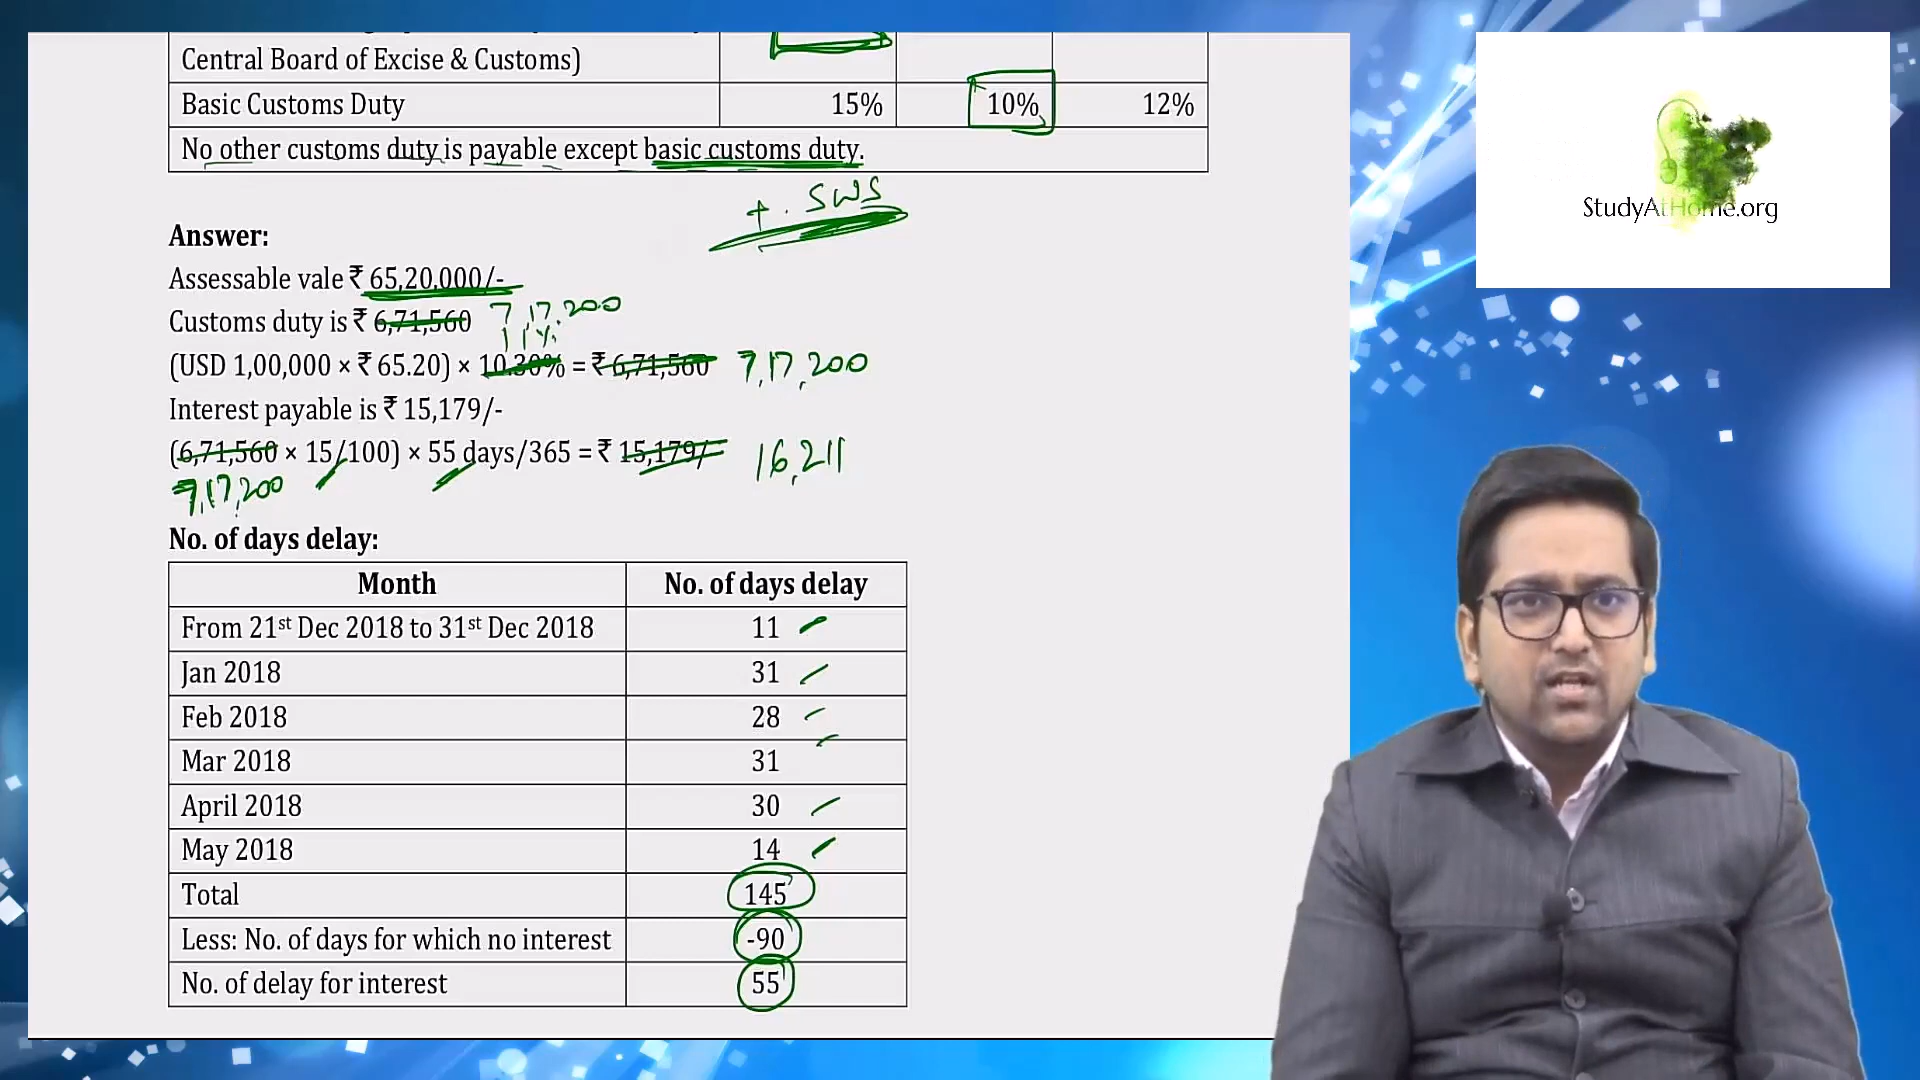 Central Board of Excise & Customs)
Basic Customs Duty 15% 10% 12%
No other customs duty is payable except basic customs duty.
+ . SWS
Answer:
Assessable vale ₹ 65,20,000/-
Customs duty is ₹ 6,71,560 7,17,200
11%
(USD 1,00,000 × ₹ 65.20) × 10.30% = ₹ 6,71,560 7,17,200
Interest payable is ₹ 15,179/-
(6,71,560 × 15/100) × 55 days/365 = ₹ 15,179/- 16,211
7,17,200
No. of days delay:
Month No. of days delay
From 21st Dec 2018 to 31st Dec 2018 11
Jan 2018 31
Feb 2018 28
Mar 2018 31
April 2018 30
May 2018 14
Total 145
Less: No. of days for which no interest -90
No. of delay for interest 55
StudyAtHome.org